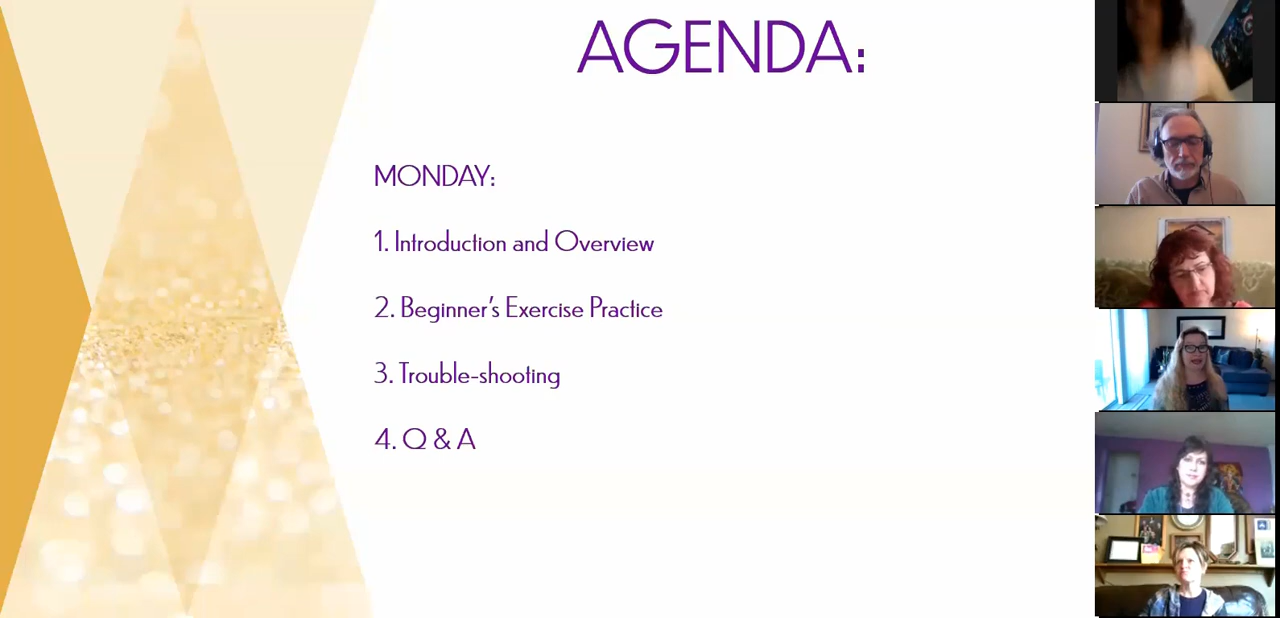 AGENDA:
MONDAY:
1. Introduction and Overview
2. Beginner's Exercise Practice
3. Trouble-shooting
4. Q & A